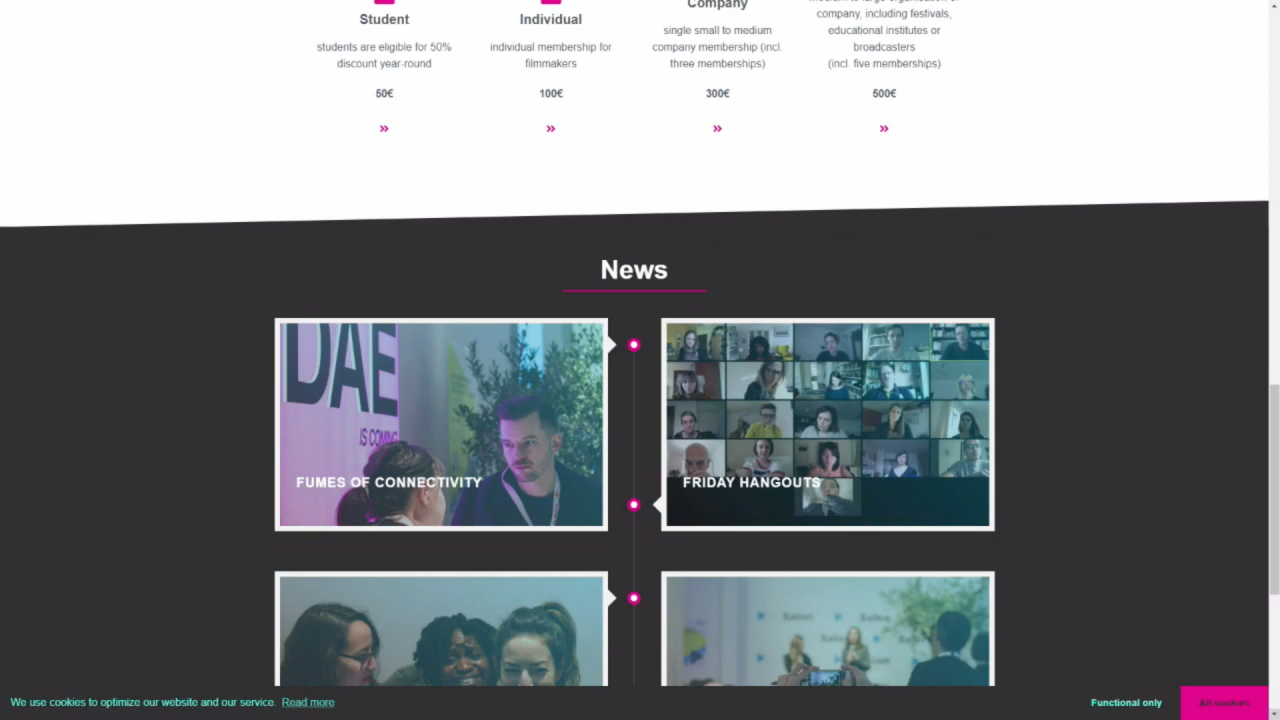 Student
students are eligible for 50%
discount year-round
50€
Individual
individual membership for
filmmakers
100€
Company
single small to medium
company membership (incl.
three memberships)
300€
company, including festivals,
educational institutes or
broadcasters
(incl. five memberships)
500€
News
DAE
IS COMING
FUMES OF CONNECTIVITY
FRIDAY HANGOUTS
We use cookies to optimize our website and our service. Read more
Functional only
All cookies